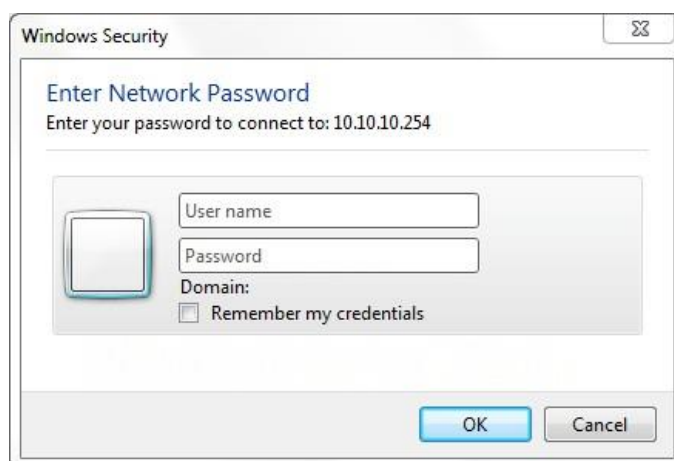 Windows Security
Enter Network Password
Enter your password to connect to: 10.10.10.254
User name
Password
Domain:
Remember my credentials
OK
Cancel